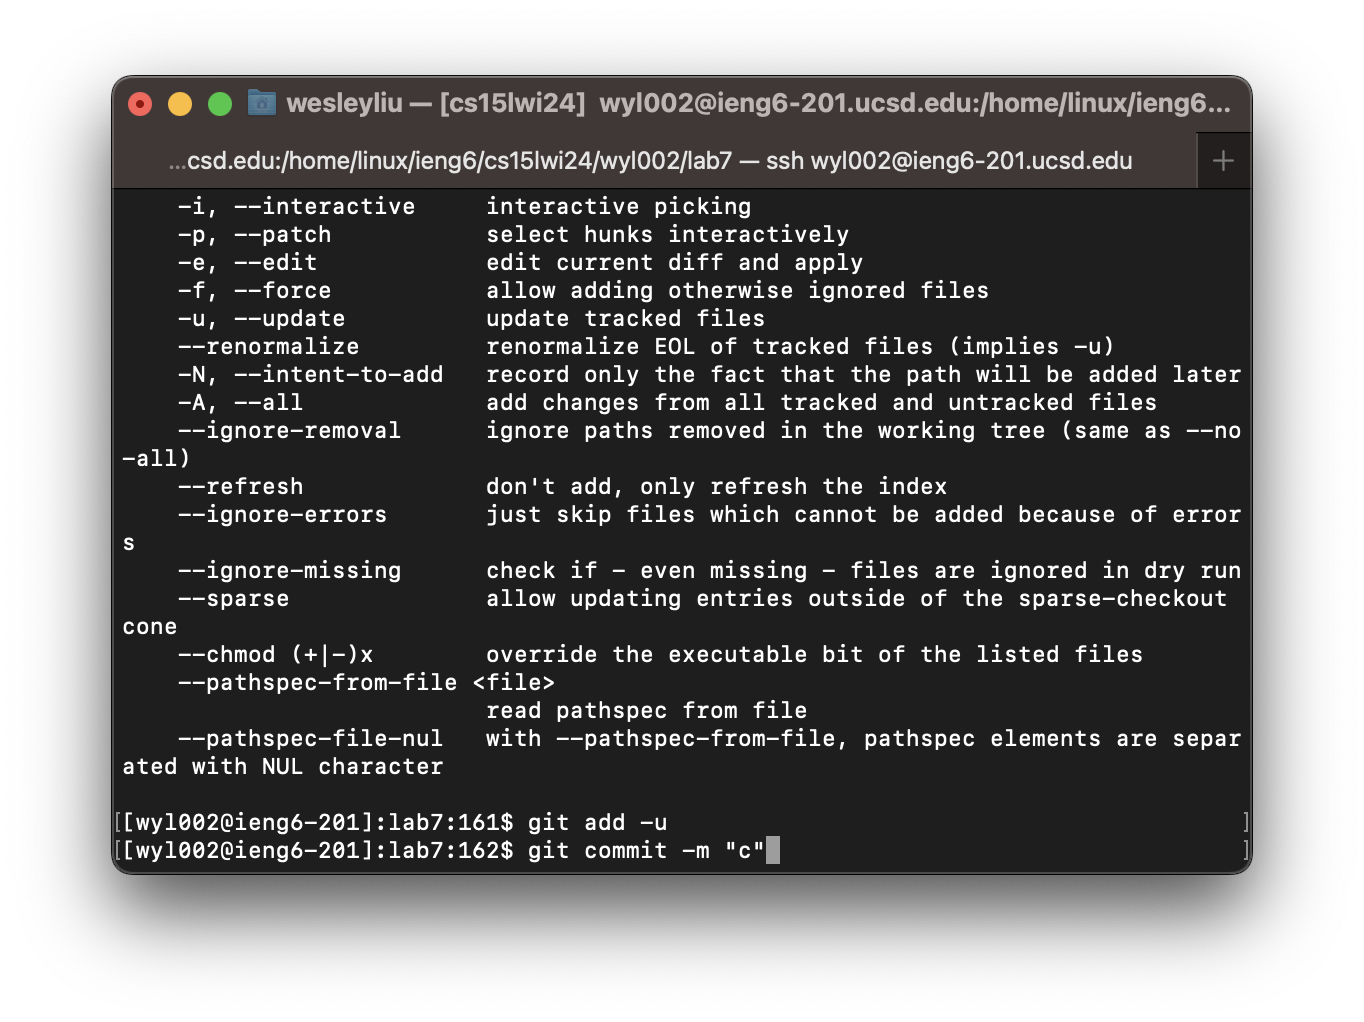 wesleyliu — [cs15lwi24]  wyl002@ieng6-201.ucsd.edu:/home/linux/ieng6...
...csd.edu:/home/linux/ieng6/cs15lwi24/wyl002/lab7 — ssh wyl002@ieng6-201.ucsd.edu +
    -i, --interactive     interactive picking
    -p, --patch           select hunks interactively
    -e, --edit            edit current diff and apply
    -f, --force           allow adding otherwise ignored files
    -u, --update          update tracked files
    --renormalize         renormalize EOL of tracked files (implies -u)
    -N, --intent-to-add   record only the fact that the path will be added later
    -A, --all             add changes from all tracked and untracked files
    --ignore-removal      ignore paths removed in the working tree (same as --no
-all)
    --refresh             don't add, only refresh the index
    --ignore-errors       just skip files which cannot be added because of error
s
    --ignore-missing      check if - even missing - files are ignored in dry run
    --sparse              allow updating entries outside of the sparse-checkout
cone
    --chmod (+|-)x        override the executable bit of the listed files
    --pathspec-from-file <file>
                          read pathspec from file
    --pathspec-file-nul   with --pathspec-from-file, pathspec elements are separ
ated with NUL character
[[wyl002@ieng6-201]:lab7:161$ git add -u ]
[[wyl002@ieng6-201]:lab7:162$ git commit -m "c" ]